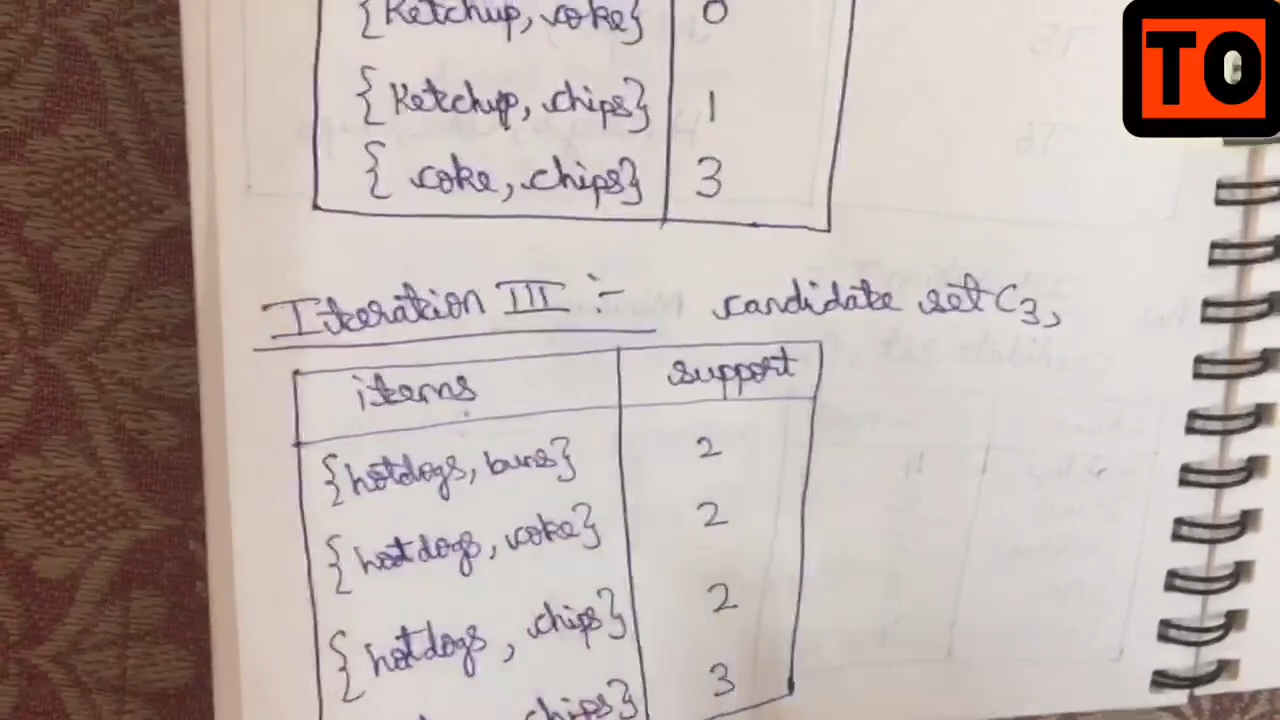 TO
{Ketchup, coke} 0
{Ketchup, chips} 1
{ coke, chips} 3
Iteration III :- candidate set C3,
items support
{hotdogs, buns} 2
{hotdogs, coke} 2
{hotdogs , chips} 2
, chips} 3